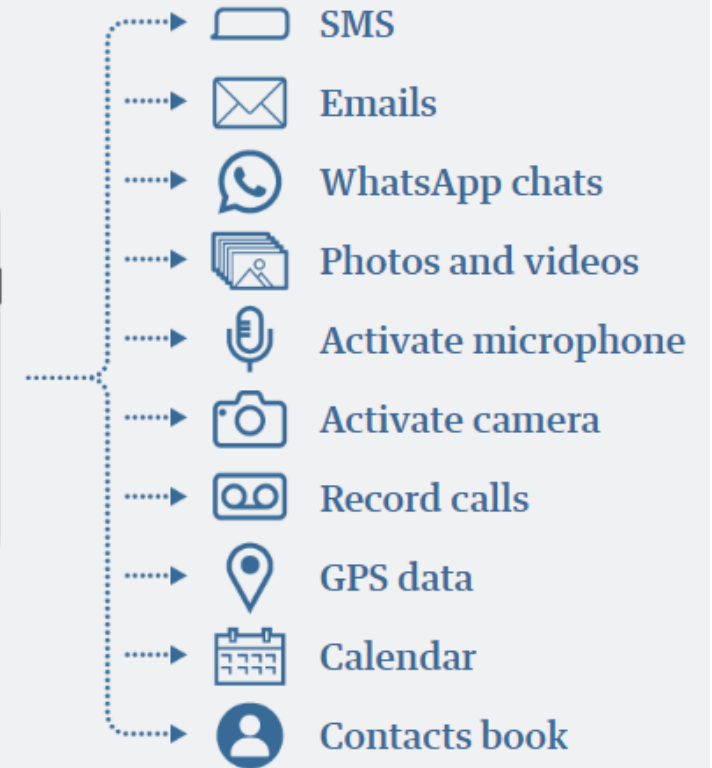 SMS
Emails
WhatsApp chats
Photos and videos
Activate microphone
Activate camera
Record calls
GPS data
Calendar
Contacts book